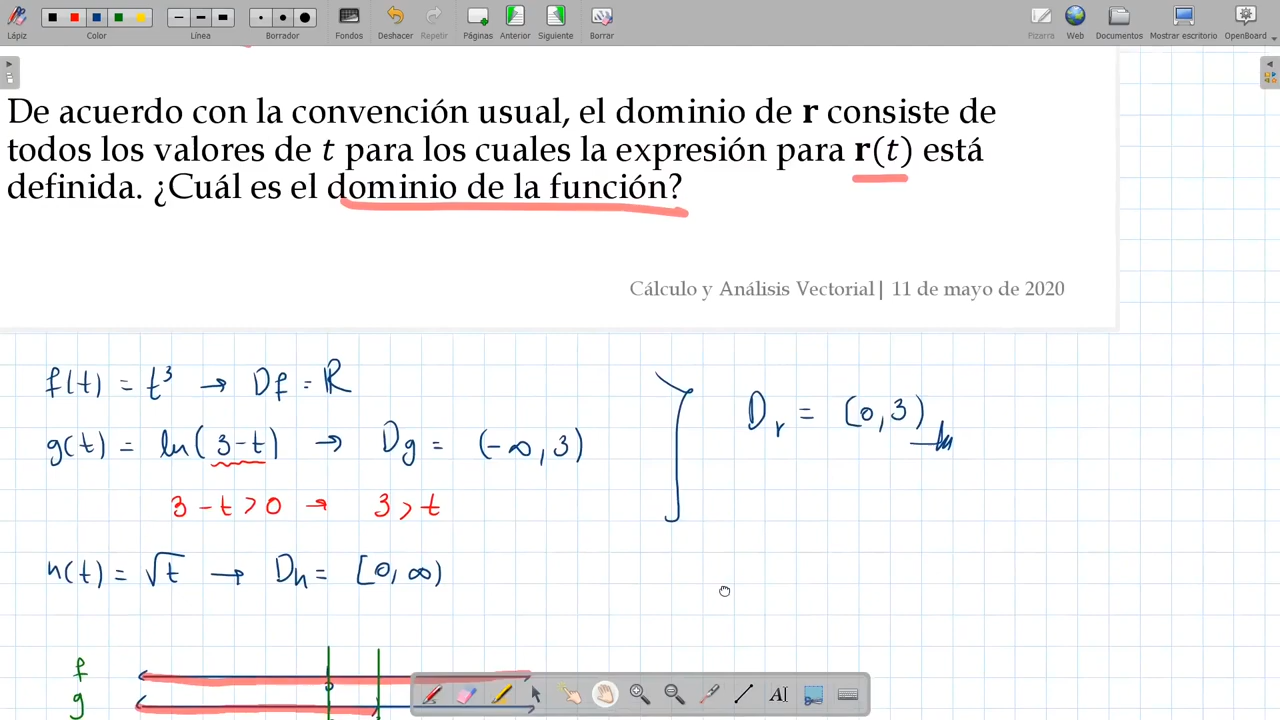 Lápiz Color Línea Borrador Fondos Deshacer Repetir Páginas Anterior Siguiente Borrar Pizarra Web Documentos Mostrar escritorio OpenBoard
De acuerdo con la convención usual, el dominio de r consiste de
todos los valores de t para los cuales la expresión para r(t) está
definida. ¿Cuál es el dominio de la función?
Cálculo y Análisis Vectorial| 11 de mayo de 2020
f(t) = t³ → Df = ℝ
g(t) = ln(3-t) → Dg = (-∞,3)
3-t>0 → 3>t
h(t) = √t → Dh = [0,∞)
Dr = [0,3)
f
g
AI